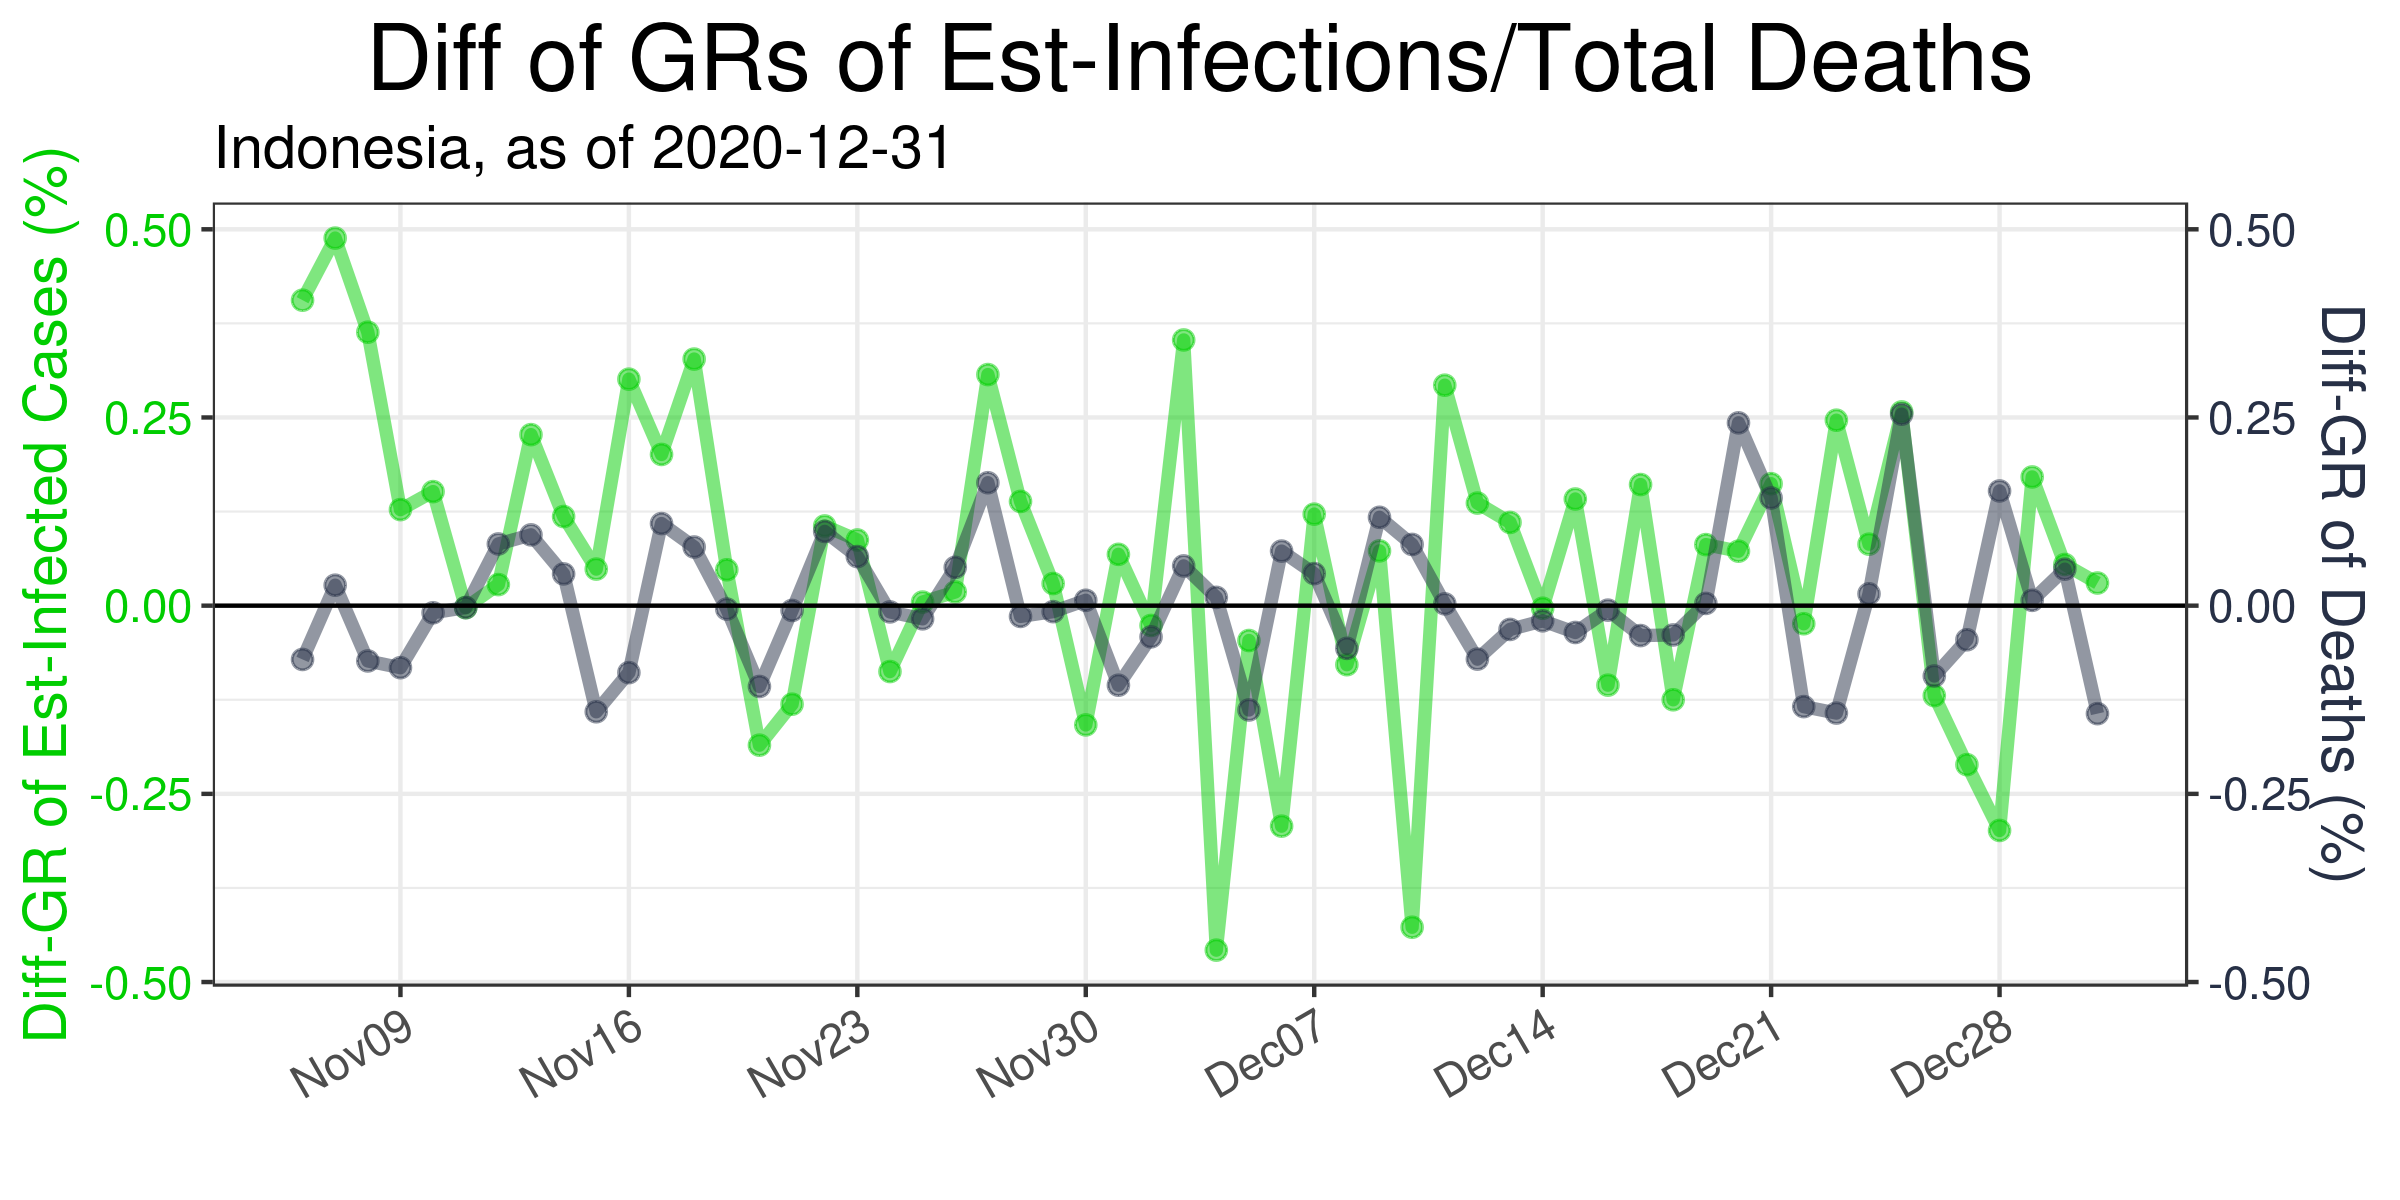 Diff of GRs of Est-Infections/Total Deaths
Indonesia, as of 2020-12-31
Diff-GR of Est-Infected Cases (%)
0.50
0.25
0.00
-0.25
-0.50
0.50
0.25
0.00
-0.25
-0.50
Diff-GR of Deaths (%)
Nov09
Nov16
Nov23
Nov30
Dec07
Dec14
Dec21
Dec28